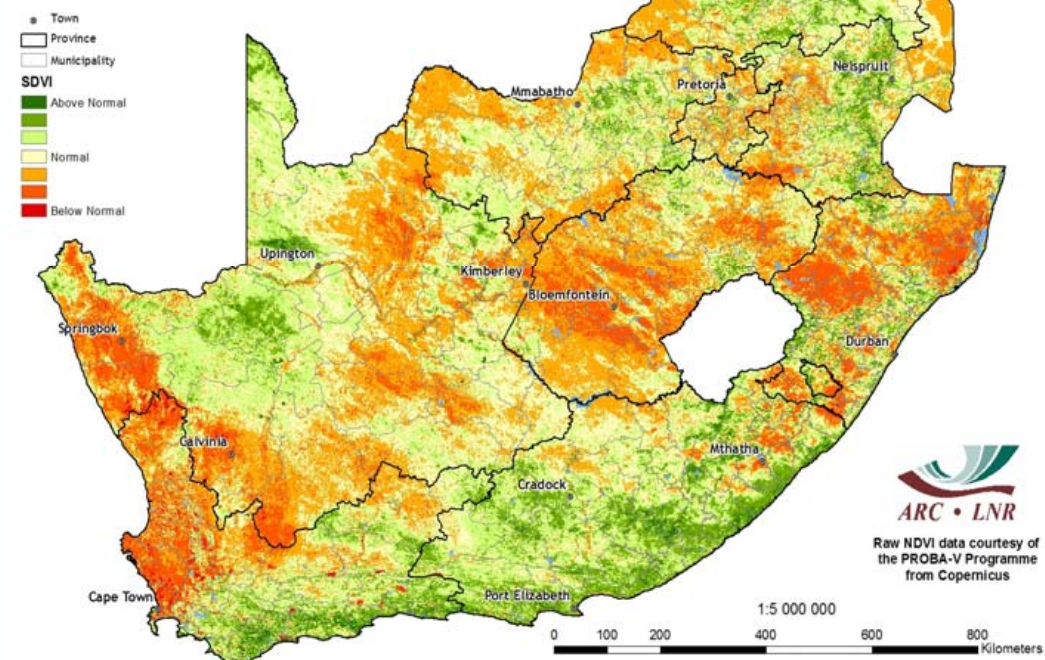 Town
Province
Municipality
SDVI
Above Normal
Normal
Below Normal
Nelspruit
Pretoria
Mmabatho
Upington
Kimberley
Bloemfontein
Springbok
Durban
Calvinia
Mthatha
Cradock
Cape Town
Port Elizabeth
ARC • LNR
Raw NDVI data courtesy of
the PROBA-V Programme
from Copernicus
1:5 000 000
0 100 200 400 600 800
Kilometers